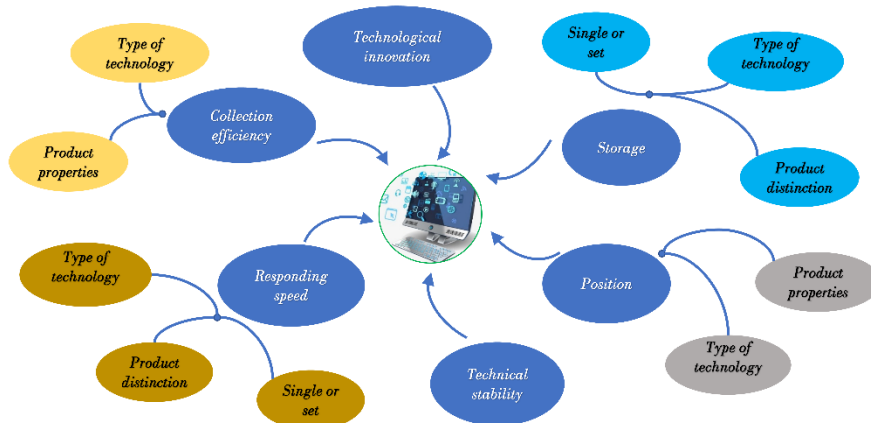 Type of
technology
Product
properties
Collection
efficiency
Technological
innovation
Single or
set
Type of
technology
Product
distinction
Storage
Type of
technology
Product
distinction
Single or
set
Responding
speed
Technical
stability
Position
Product
properties
Type of
technology